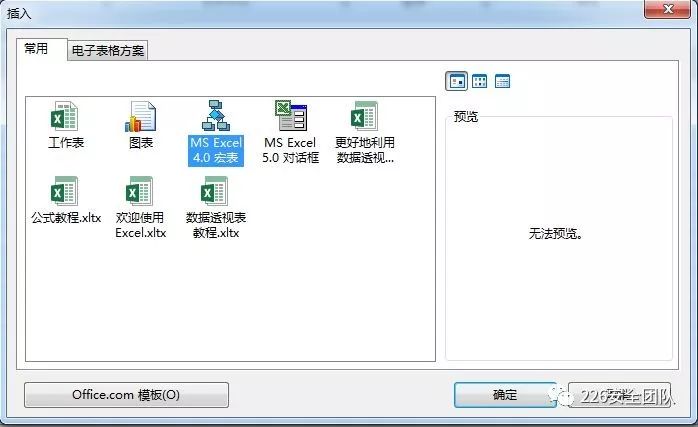 插入
常用
电子表格方案
工作表
图表
MS Excel
4.0 宏表
MS Excel
5.0 对话框
更好地利用
数据透视...
公式教程.xltx
欢迎使用
Excel.xltx
数据透视表
教程.xltx
预览
无法预览。
Office.com 模板(O)
确定
226安全团队